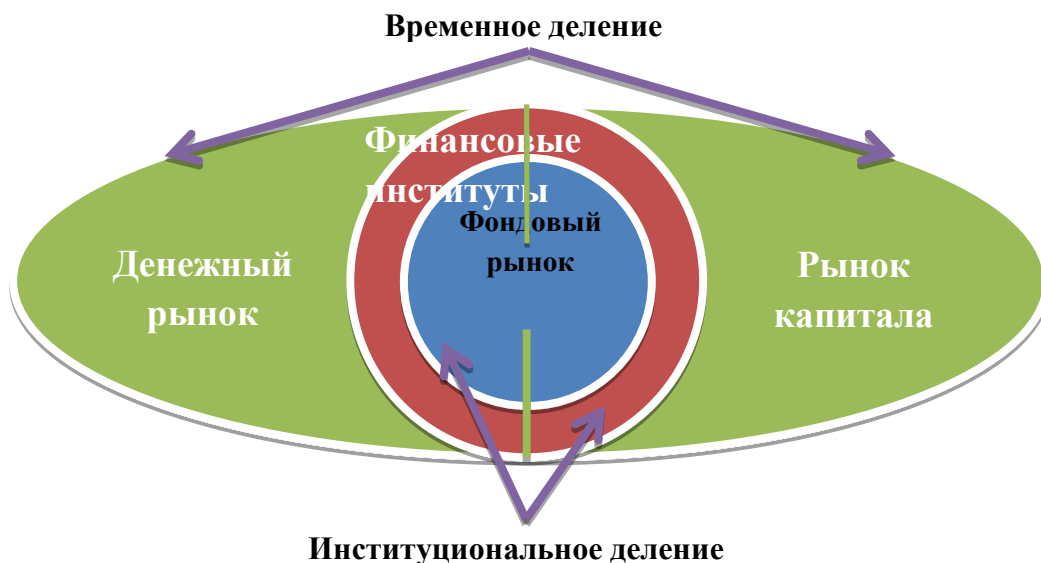 Временное деление
Финансовые
институты
Фондовый
рынок
Денежный
рынок
Рынок
капитала
Институциональное деление